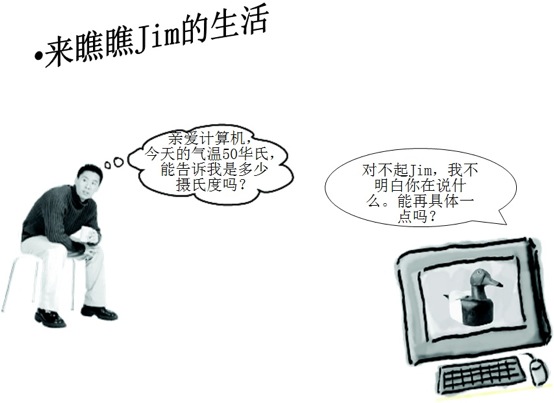 •来瞧瞧Jim的生活
亲爱计算机,
今天的气温50华氏,
能告诉我是多少
摄氏度吗？
对不起Jim，我不
明白你在说什
么。能再具体一
点吗？